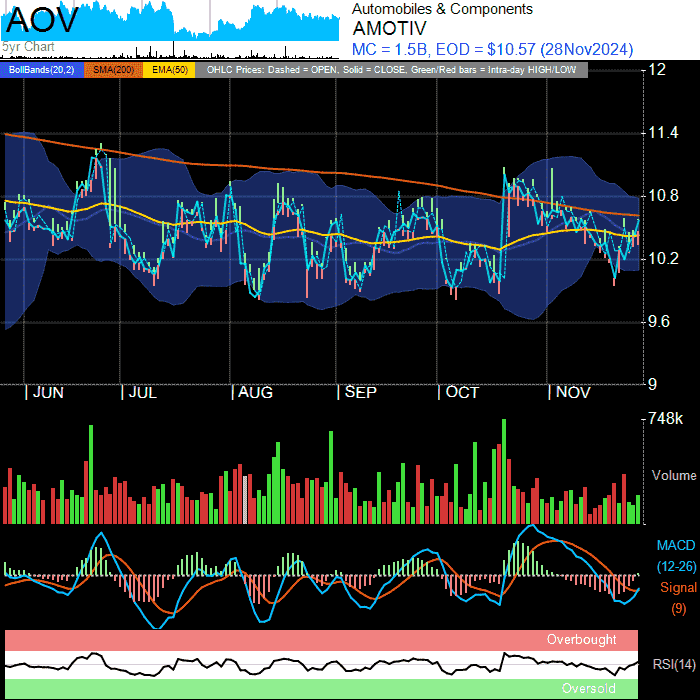 AOV
5yr Chart
Automobiles & Components
AMOTIV
MC = 1.5B, EOD = $10.57 (28Nov2024)
BollBands(20,2) SMA(200) EMA(50) OHLC Prices: Dashed = OPEN, Solid = CLOSE, Green/Red bars = Intra-day HIGH/LOW
12
11.4
10.8
10.2
9.6
9
JUN JUL AUG SEP OCT NOV
748k
Volume
MACD
(12-26)
Signal
(9)
Overbought
RSI(14)
Oversold